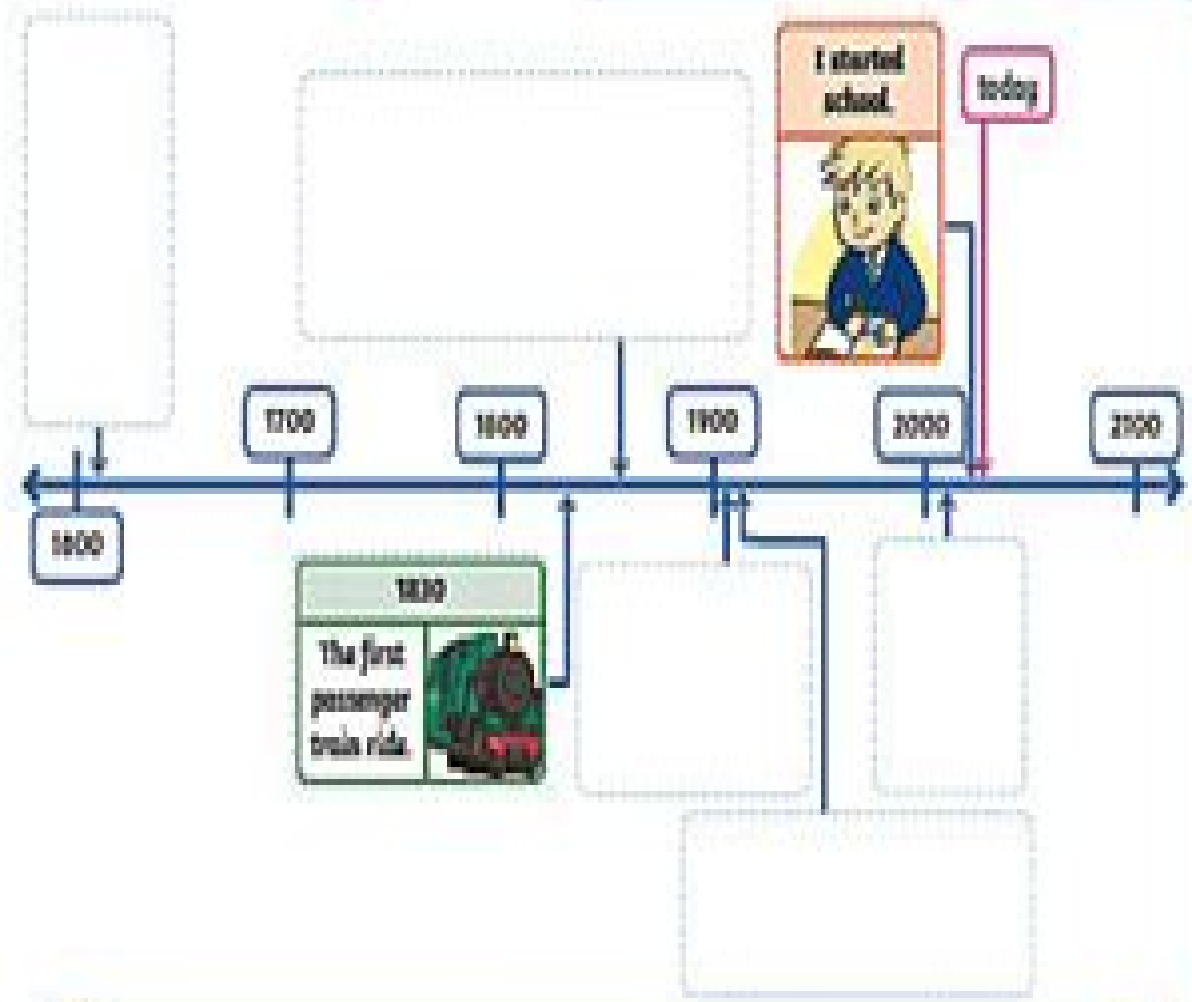 I started
school.
today
1700
1800
1900
2000
2100
1600
1830
The first
passenger
train ride.